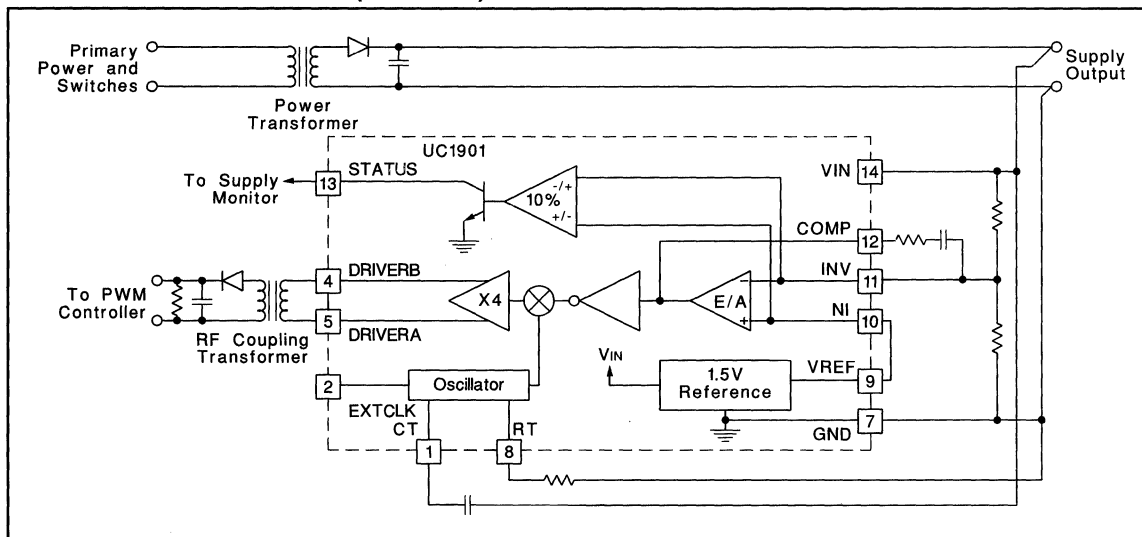 Primary
Power and
Switches
Power
Transformer
Supply
Output
UC1901
13
STATUS
To Supply
Monitor
10%
-/+
+/-
VIN
14
COMP
12
INV
11
NI
10
VREF
9
7
GND
4
DRIVERB
5
DRIVERA
To PWM
Controller
RF Coupling
Transformer
X4
E/A
−
+
VIN
1.5V
Reference
2
EXTCLK
Oscillator
CT
RT
1
8